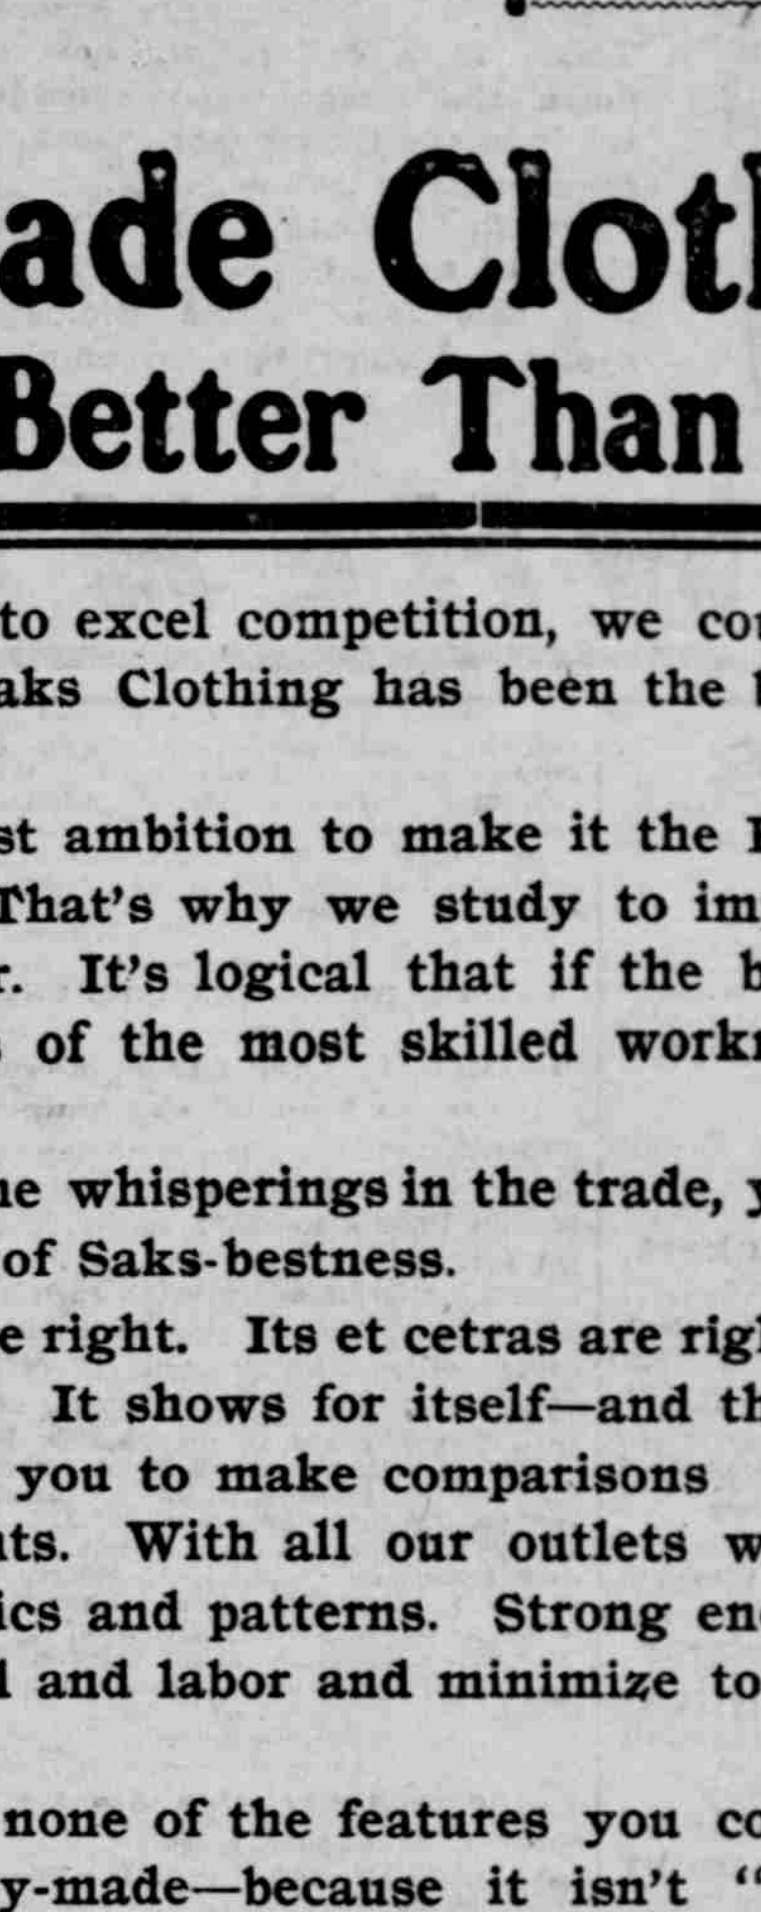 ade Clot
Better Than
to excel competition, we co
aks Clothing has been the
st ambition to make it the
That's why we study to im
r. It's logical that if the b
of the most skilled work
he whisperings in the trade, y
of Saks-bestness.
e right. Its et cetras are rig
It shows for itself—and th
you to make comparisons
nts. With all our outlets w
ics and patterns. Strong en
l and labor and minimize to
none of the features you co
y-made—because it isn't "